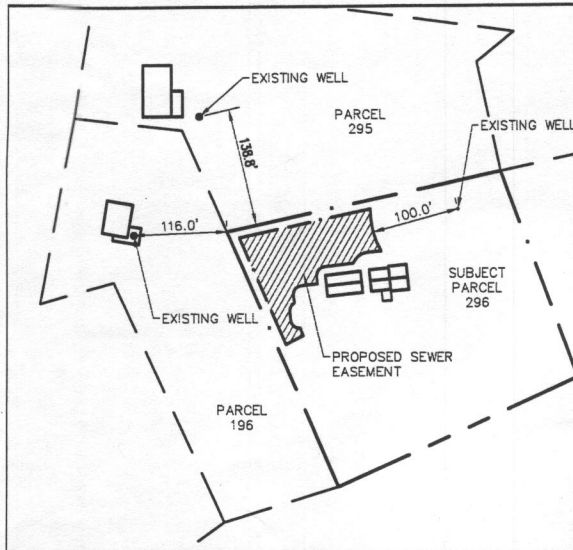 EXISTING WELL
PARCEL
295
EXISTING WELL
138.8'
116.0'
100.0'
SUBJECT
PARCEL
296
EXISTING WELL
PROPOSED SEWER
EASEMENT
PARCEL
196